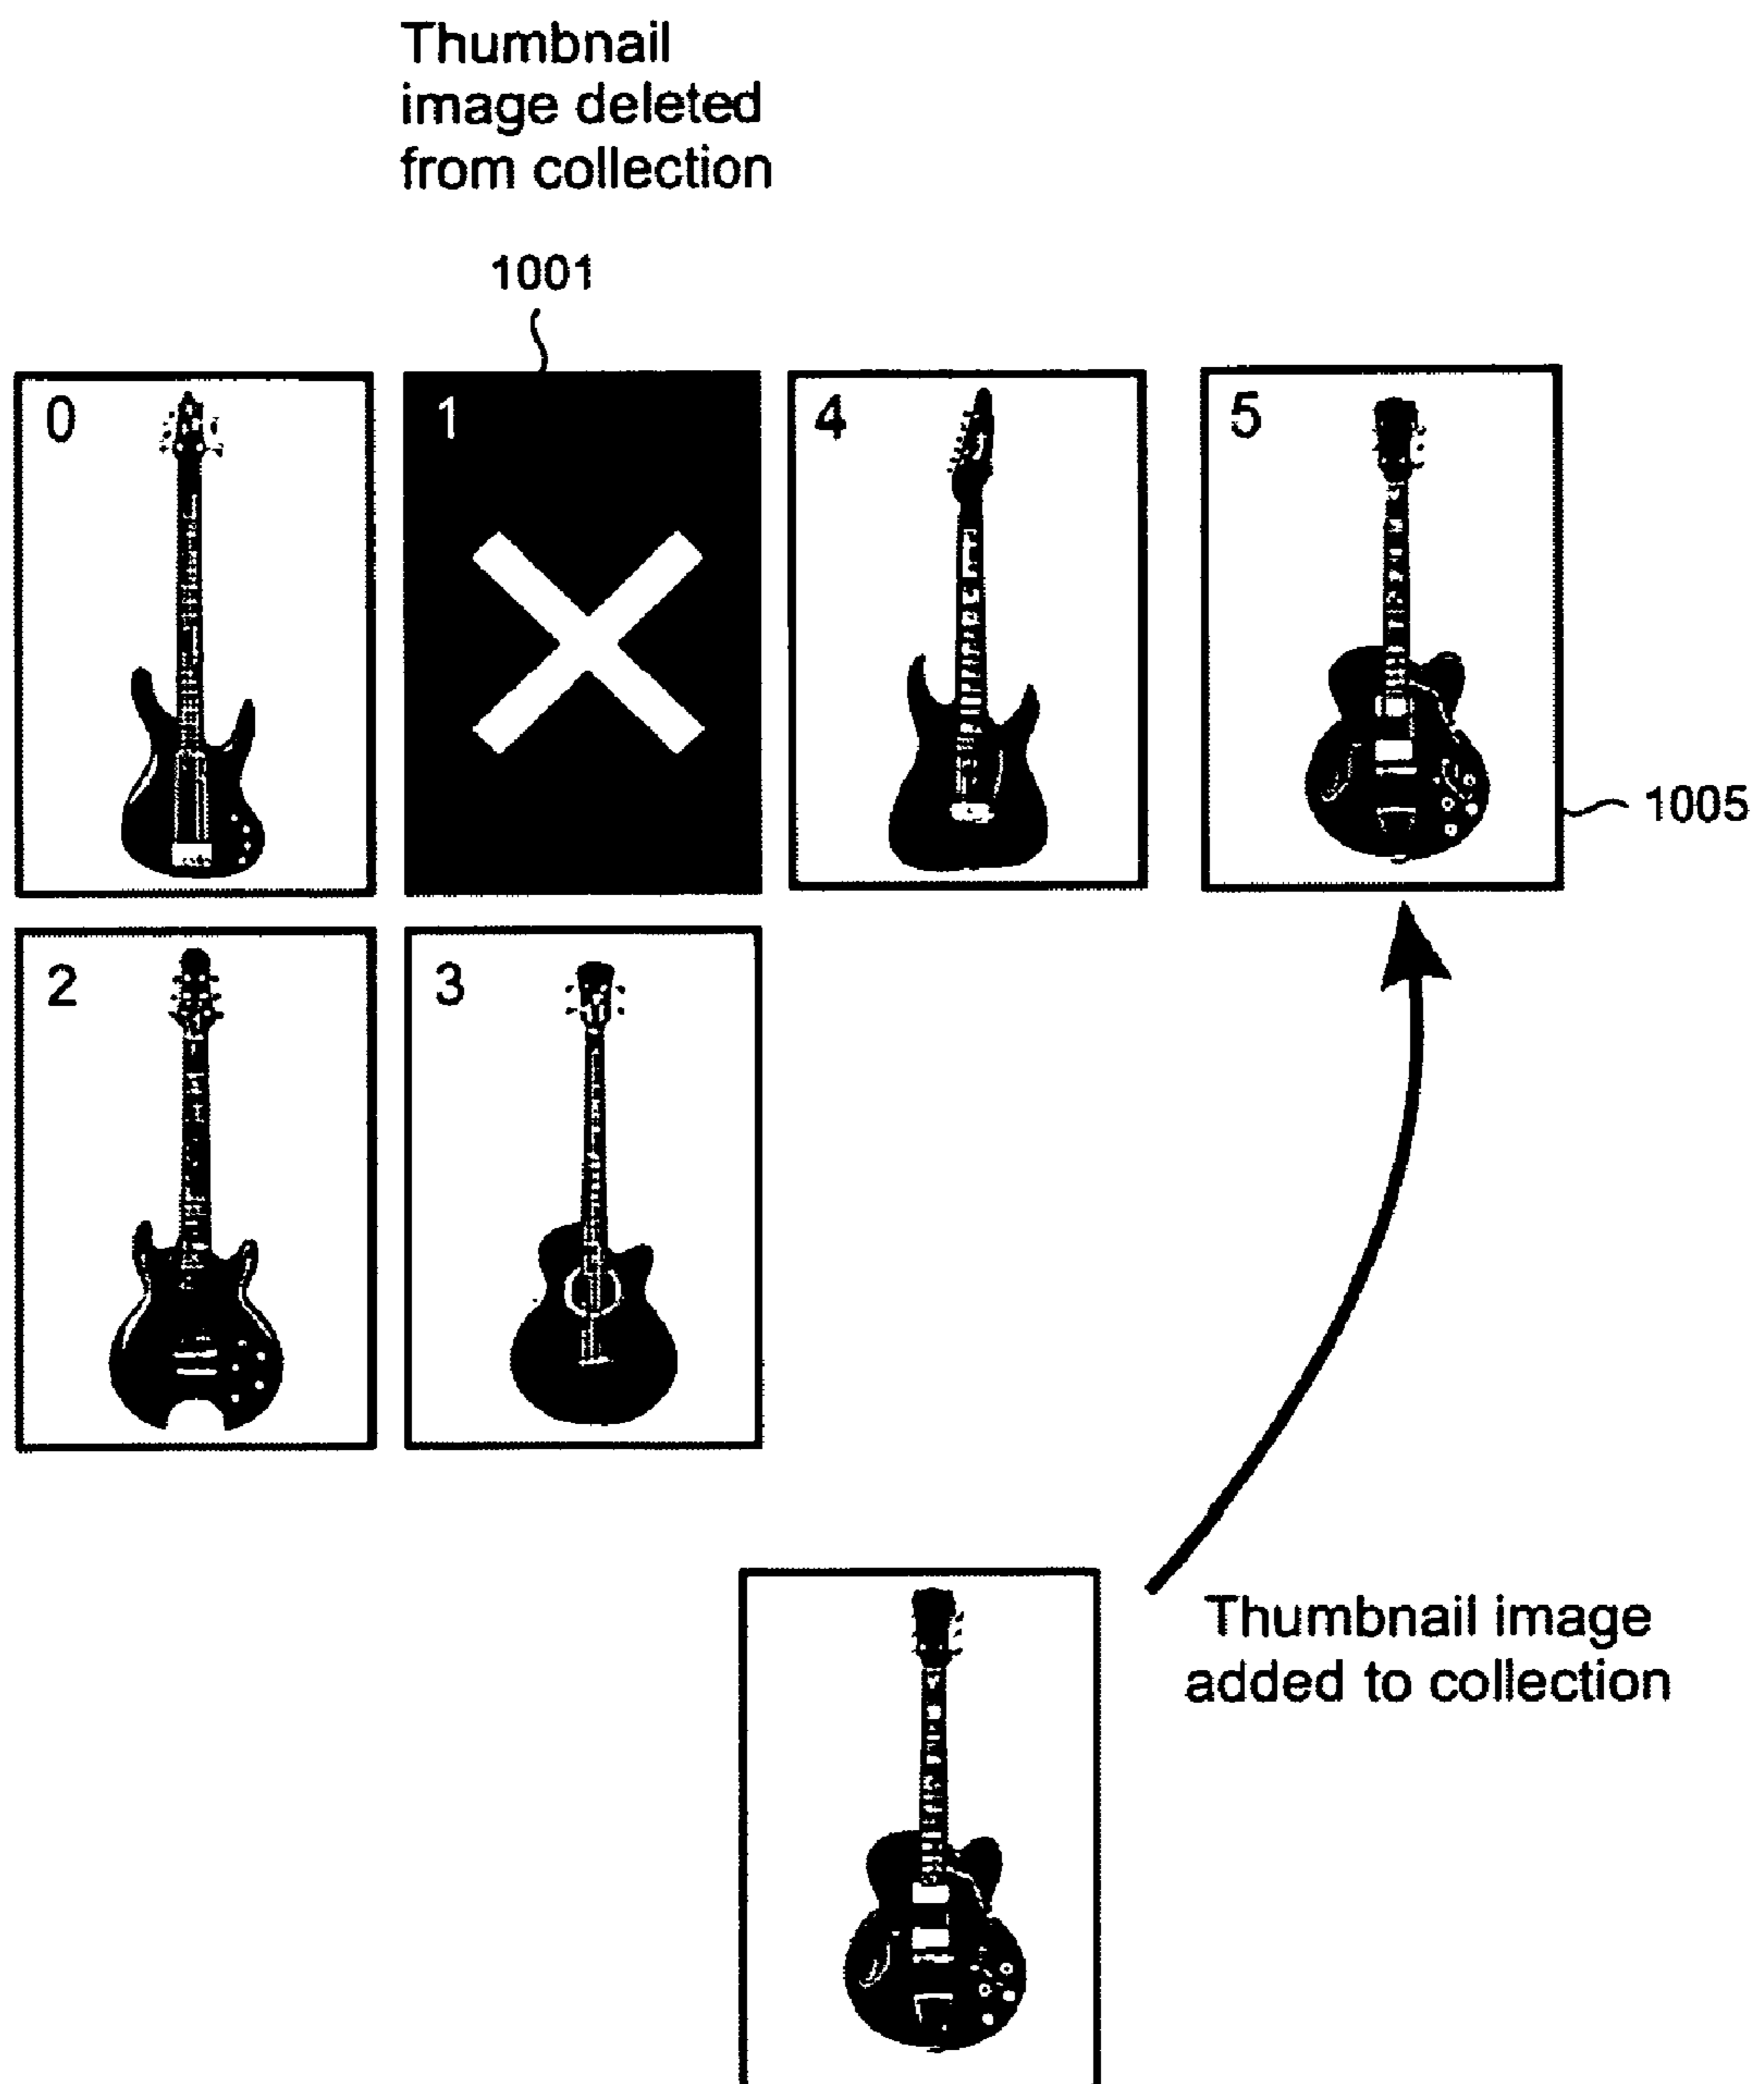 Thumbnail
image deleted
from collection
1001
0
1
4
5
1005
2
3
Thumbnail image
added to collection